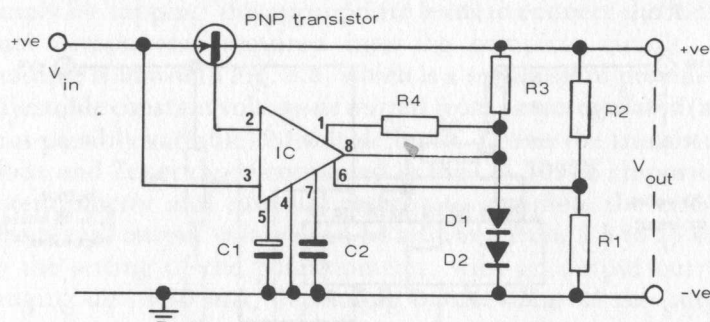 PNP transistor
+ve
+ve
V in
R4
R3
R2
2
1
IC
8
3
7
6
5
4
V out
D1
D2
R1
C1
C2
-ve